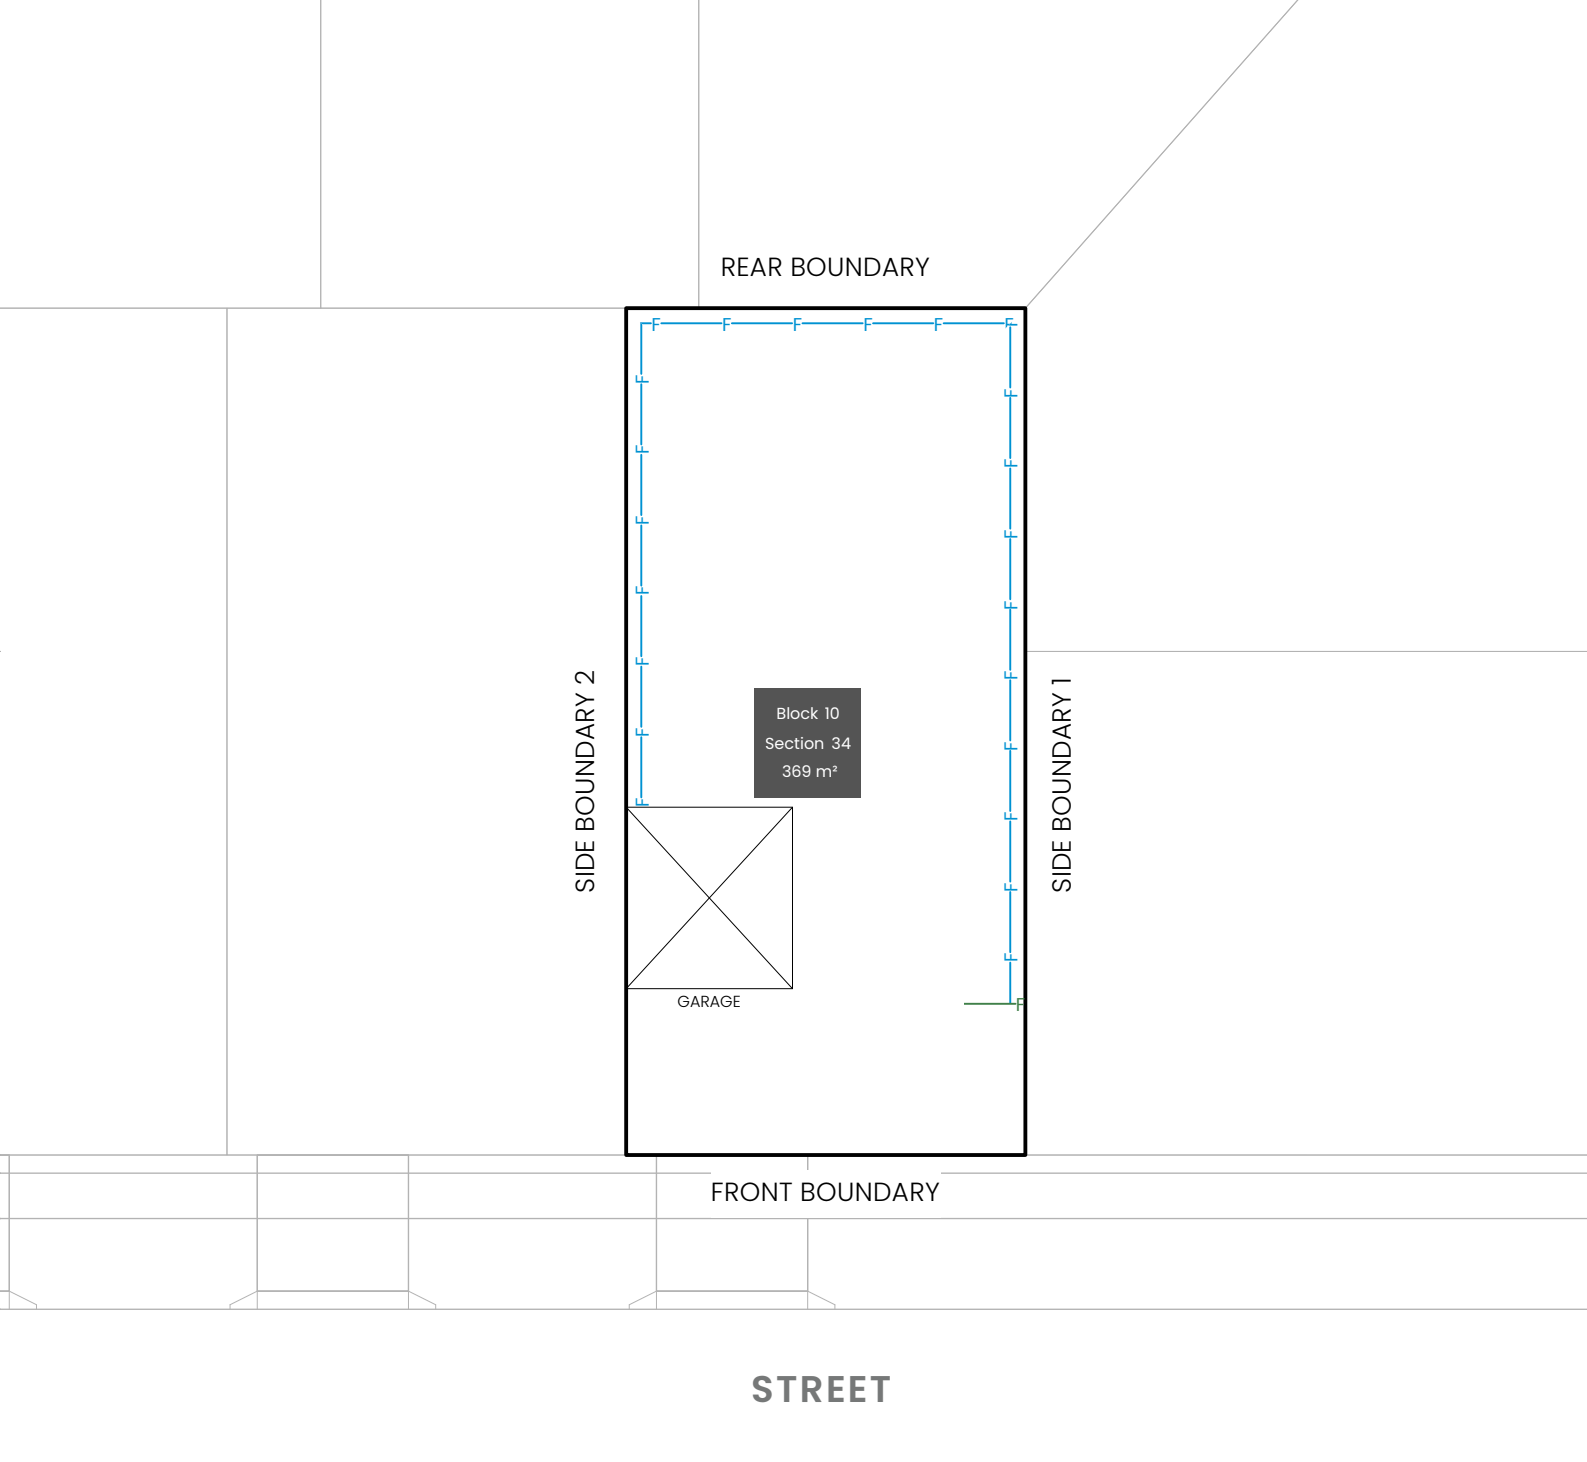 REAR BOUNDARY
F F F F F F
F F F F F F F
F F F F F F F F F
SIDE BOUNDARY 2
Block 10
Section 34
369 m²
SIDE BOUNDARY 1
GARAGE
F
FRONT BOUNDARY
STREET